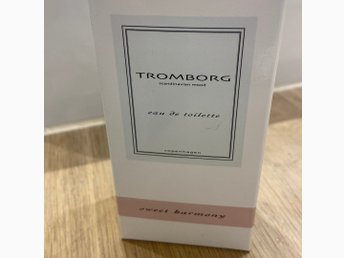 TROMBORG
scandinavian mood
eau de toilette
copenhagen
sweet harmony